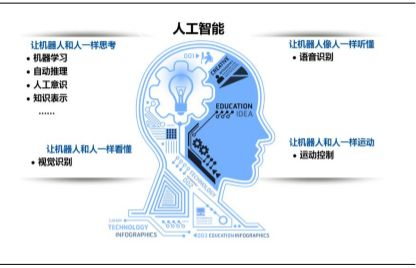 人工智能
让机器人和人一样思考
• 机器学习
• 自动推理
• 人工意识
• 知识表示
……
让机器人像人一样听懂
• 语音识别
让机器人和人一样看懂
• 视觉识别
让机器人和人一样运动
• 运动控制
001
CREATIVE
EDUCATION
IDEA
TECHNOLOGY
TECHNOLOGY
INFOGRAPHICS
003 EDUCATION INFOGRAPHICS